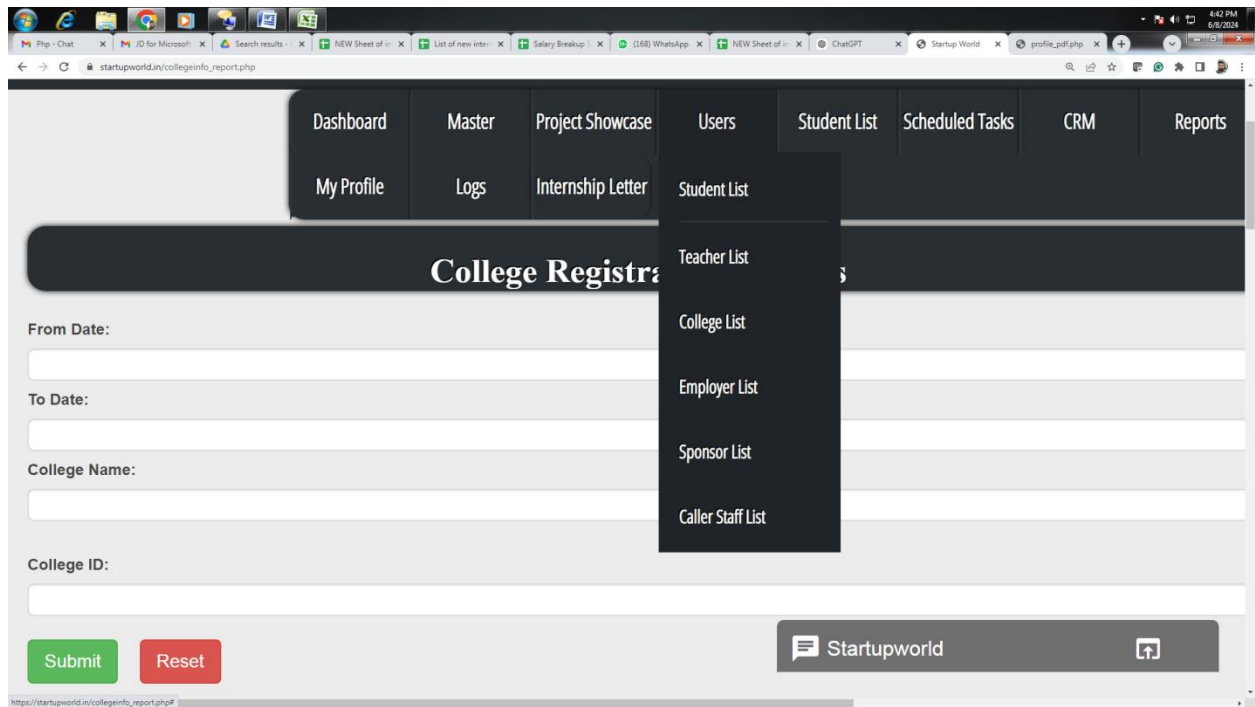 4:42 PM
6/8/2024
Php - Chat
JD for Microsoft
Search results -
NEW Sheet of in
List of new intern
Salary Breakup
(168) WhatsApp
NEW Sheet of in
ChatGPT
Startup World
profile_pdf.php
startupworld.in/collegeinfo_report.php
Dashboard Master Project Showcase Users Student List Scheduled Tasks CRM Reports
My Profile Logs Internship Letter
Student List
Teacher List
College List
Employer List
Sponsor List
Caller Staff List
College Registra s
From Date:
To Date:
College Name:
College ID:
Submit Reset
Startupworld
https://startupworld.in/collegeinfo_report.php#